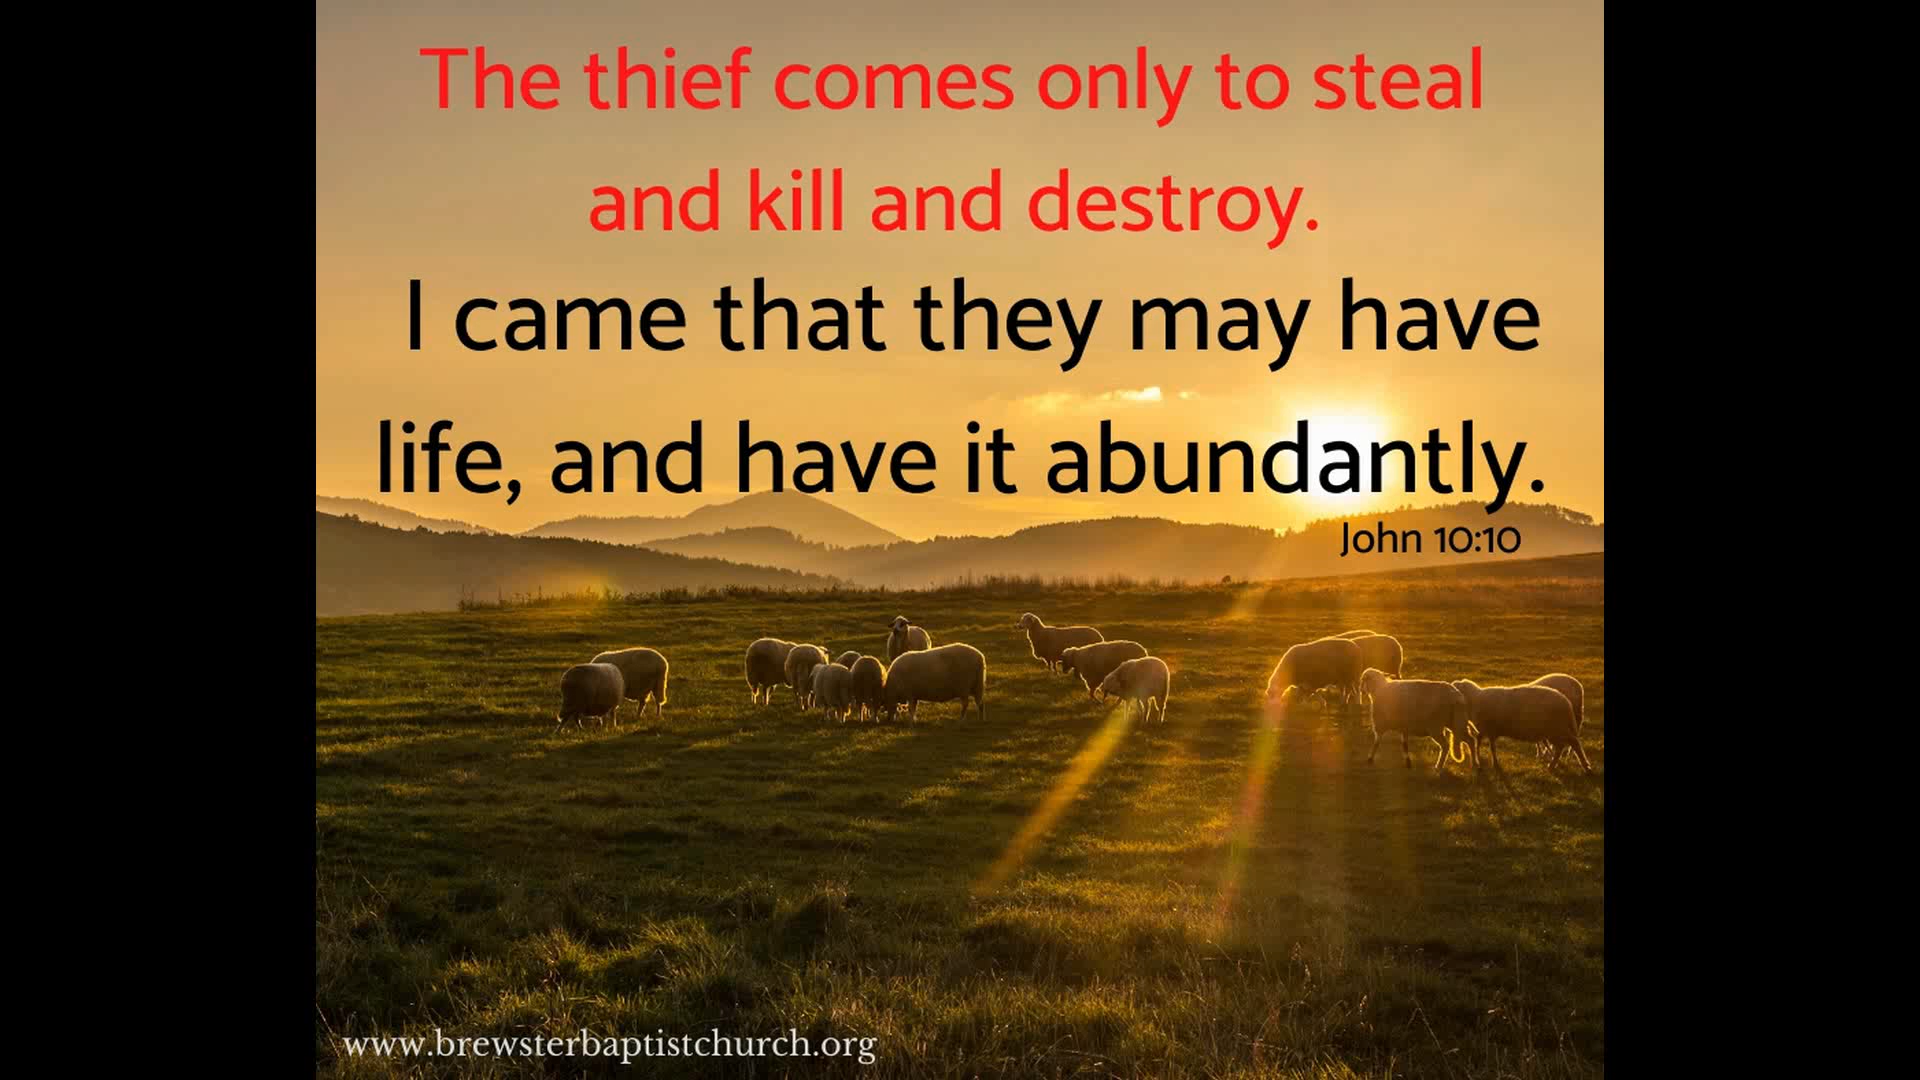 The thief comes only to steal
and kill and destroy.
I came that they may have
life, and have it abundantly.
John 10:10
www.brewsterbaptistchurch.org